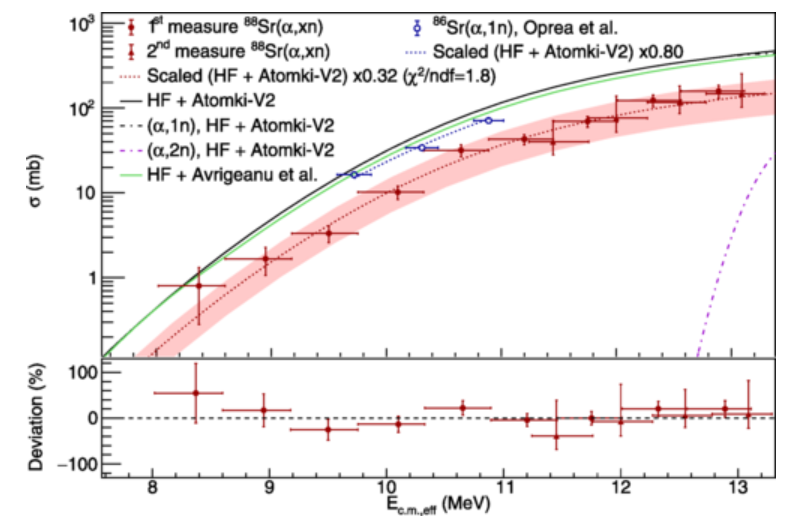 10³
1ˢᵗ measure ⁸⁸Sr(α,xn)
⁸⁶Sr(α,1n), Oprea et al.
2ⁿᵈ measure ⁸⁸Sr(α,xn)
Scaled (HF + Atomki-V2) x0.80
Scaled (HF + Atomki-V2) x0.32 (χ²/ndf=1.8)
10²
HF + Atomki-V2
(α,1n), HF + Atomki-V2
(α,2n), HF + Atomki-V2
HF + Avrigeanu et al.
10
1
σ (mb)
100
0
−100
Deviation (%)
8 9 10 11 12 13
E_c.m.,eff (MeV)